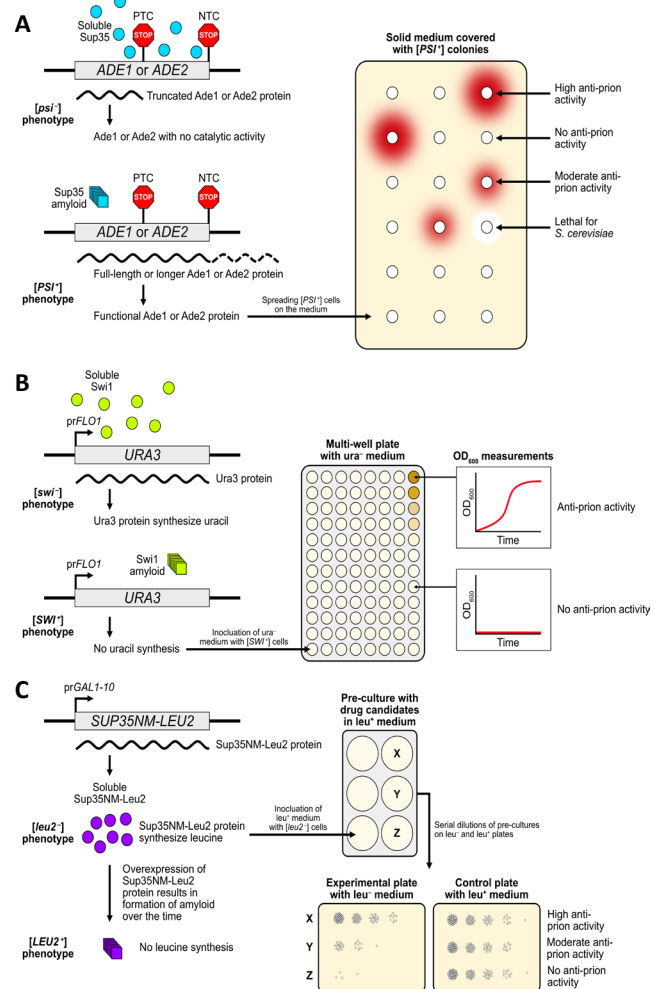 A
Soluble
Sup35
PTC
NTC
STOP
STOP
ADE1 or ADE2
[psi⁻]
phenotype
Truncated Ade1 or Ade2 protein
Ade1 or Ade2 with no catalytic activity
Sup35
amyloid
PTC
NTC
STOP
STOP
ADE1 or ADE2
Full-length or longer Ade1 or Ade2 protein
[PSI⁺]
phenotype
Functional Ade1 or Ade2 protein
Spreading [PSI⁺] cells
on the medium
Solid medium covered
with [PSI⁺] colonies
High anti-prion
activity
No anti-prion
activity
Moderate anti-
prion activity
Lethal for
S. cerevisiae
B
Soluble
Swi1
prFLO1
URA3
Ura3 protein
[swi⁻]
phenotype
Ura3 protein synthesize uracil
prFLO1
Swi1
amyloid
URA3
[SWI⁺]
phenotype
No uracil synthesis
Inocluation of ura⁻
medium with [SWI⁺] cells
Multi-well plate
with ura⁻ medium
OD600 measurements
OD600
Time
Anti-prion activity
OD600
Time
No anti-prion activity
C
prGAL1-10
SUP35NM-LEU2
Sup35NM-Leu2 protein
Soluble
Sup35NM-Leu2
[leu2⁻]
phenotype
Sup35NM-Leu2 protein
synthesize leucine
Inocluation of
leu⁺ medium
with [leu2⁻] cells
Overexpression of
Sup35NM-Leu2
protein results in
formation of amyloid
over the time
[LEU2⁺]
phenotype
No leucine synthesis
Pre-culture with
drug candidates
in leu⁺ medium
X
Y
Z
Serial dilutions of pre-cultures
on leu⁻ and leu⁺ plates
Experimental plate
with leu⁻ medium
Control plate
with leu⁺ medium
X
Y
Z
High anti-
prion activity
Moderate anti-
prion activity
No anti-prion
activity